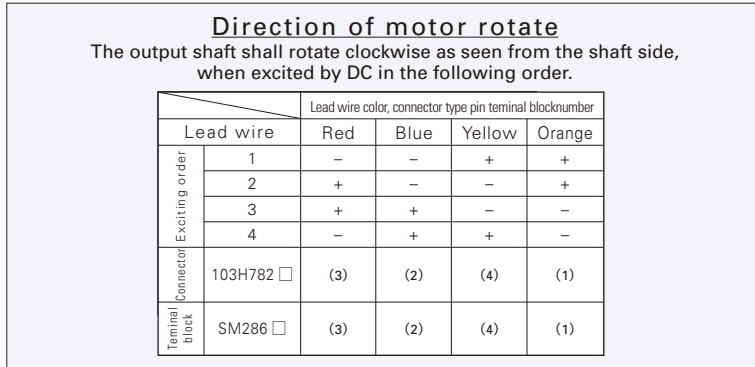 Direction of motor rotate
The output shaft shall rotate clockwise as seen from the shaft side,
when excited by DC in the following order.
Lead wire color, connector type pin teminal blocknumber
Lead wire Red Blue Yellow Orange
Exciting order
1 – – + +
2 + – – +
3 + + – –
4 – + + –
Connector 103H782 □ (3) (2) (4) (1)
Teminal
block
SM286 □ (3) (2) (4) (1)